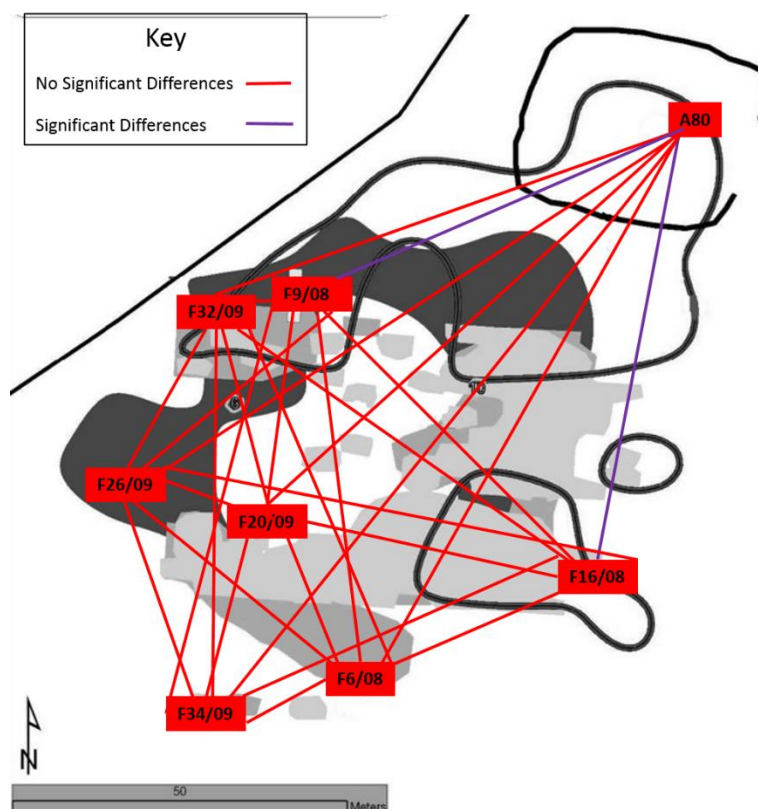 Key
No Significant Differences
Significant Differences
A80
F9/08
F32/09
10
F26/09
F20/09
F16/08
F6/08
F34/09
N
50
Meters